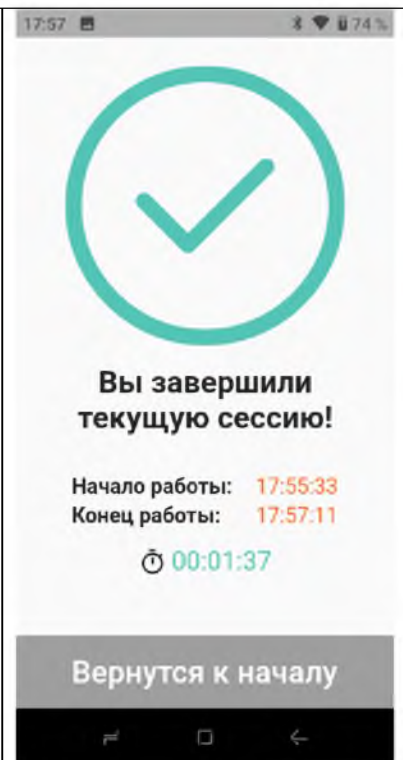 17:57 74 %
Вы завершили
текущую сессию!
Начало работы: 17:55:33
Конец работы: 17:57:11
00:01:37
Вернутся к началу